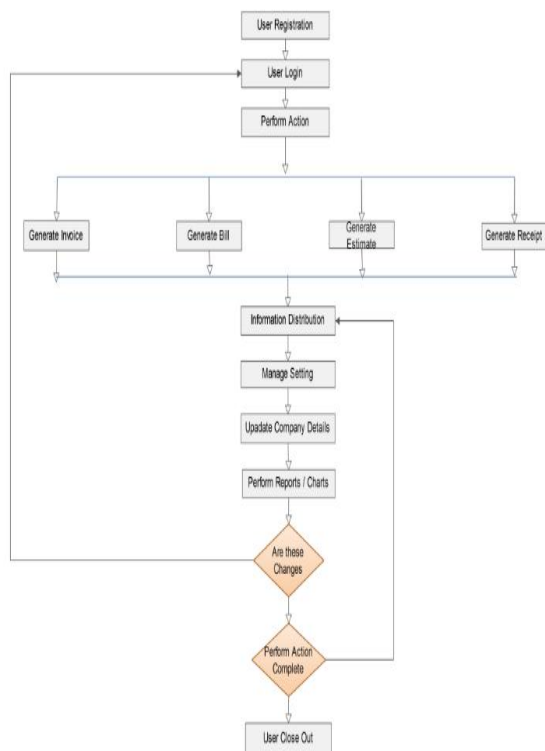 User Registration
User Login
Perform Action
Generate Invoice
Generate Bill
Generate
Estimate
Generate Receipt
Information Distribution
Manage Setting
Upadate Company Details
Perform Reports / Charts
Are these
Changes
Perform Action
Complete
User Close Out